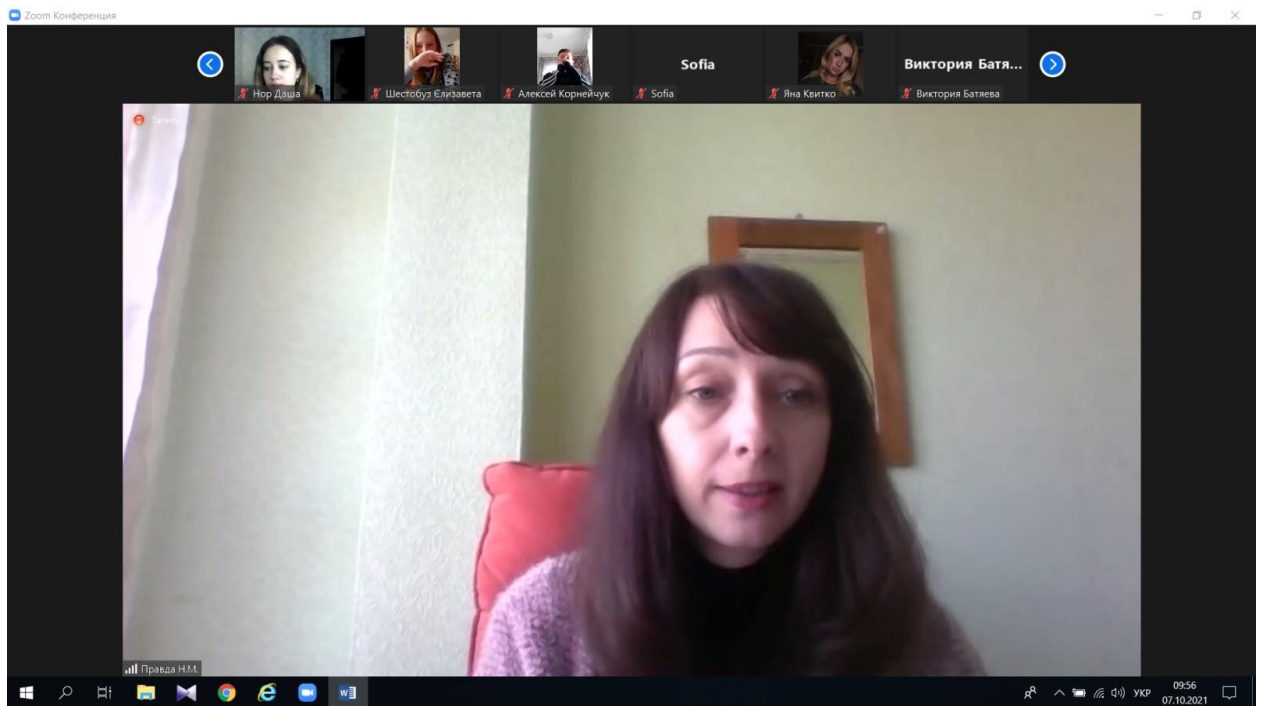 Zoom Конференция
Sofia
Виктория Батя...
Нор Даша
Шестобуз Єлизавета
Алексей Корнейчук
Sofia
Яна Квитко
Виктория Батяева
Запись
Правда Н.М.
УКР
09:56
07.10.2021